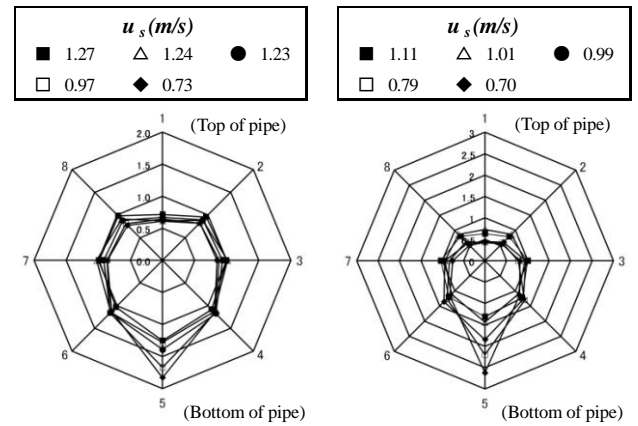 u s (m/s)
■ 1.27 △ 1.24 ● 1.23
□ 0.97 ◆ 0.73
1
(Top of pipe)
2.0
1.5
1.0
0.5
0.0
8
2
7
3
6
4
5
(Bottom of pipe)
u s (m/s)
■ 1.11 △ 1.01 ● 0.99
□ 0.79 ◆ 0.70
1
(Top of pipe)
3
2.5
2
1.5
1
0.5
0
8
2
7
3
6
4
5
(Bottom of pipe)